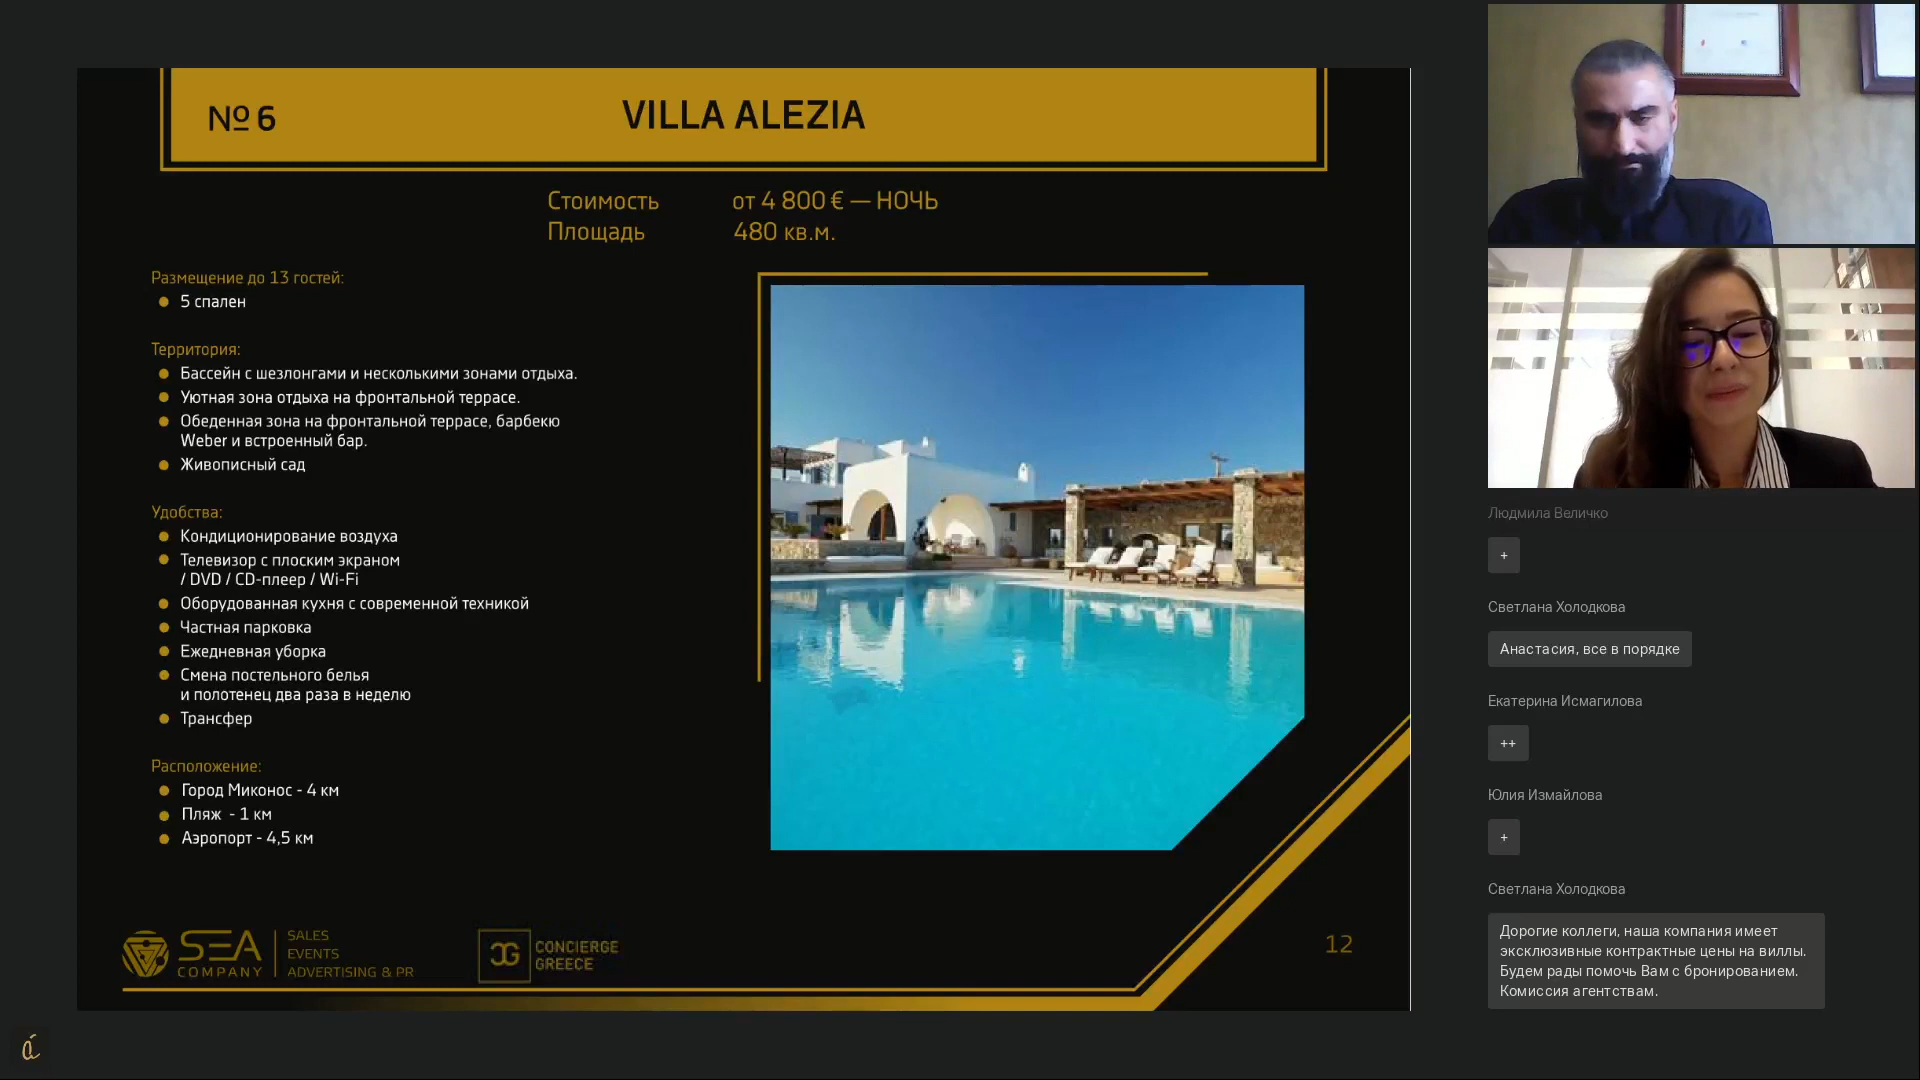 № 6
VILLA ALEZIA
Стоимость от 4 800 € — НОЧЬ
Площадь 480 кв.м.
Размещение до 13 гостей:
5 спален
Территория:
Бассейн с шезлонгами и несколькими зонами отдыха.
Уютная зона отдыха на фронтальной террасе.
Обеденная зона на фронтальной террасе, барбекю
Weber и встроенный бар.
Живописный сад
Удобства:
Кондиционирование воздуха
Телевизор с плоским экраном
/ DVD / CD-плеер / Wi-Fi
Оборудованная кухня с современной техникой
Частная парковка
Ежедневная уборка
Смена постельного белья
и полотенец два раза в неделю
Трансфер
Расположение:
Город Миконос - 4 км
Пляж - 1 км
Аэропорт - 4,5 км
SEA
COMPANY
SALES
EVENTS
ADVERTISING & PR
CG
CONCIERGE
GREECE
12
á
Людмила Величко
+
Светлана Холодкова
Анастасия, все в порядке
Екатерина Исмагилова
++
Юлия Измайлова
+
Светлана Холодкова
Дорогие коллеги, наша компания имеет
эксклюзивные контрактные цены на виллы.
Будем рады помочь Вам с бронированием.
Комиссия агентствам.